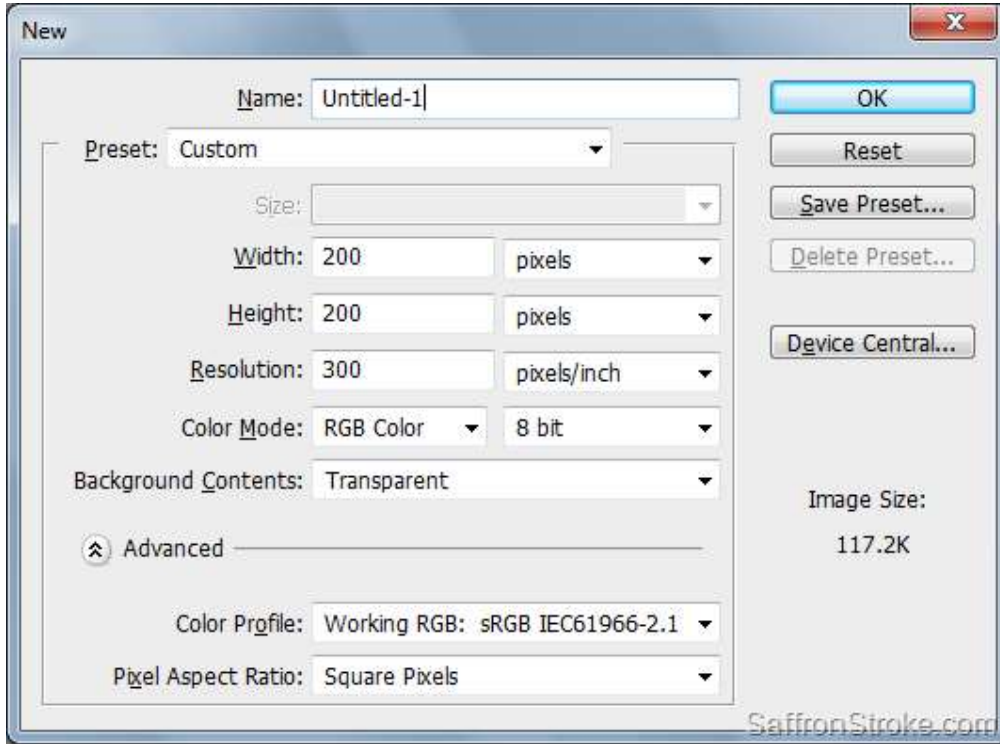 New
Name: Untitled-1
OK
Preset: Custom
Reset
Size:
Save Preset...
Width: 200 pixels
Delete Preset...
Height: 200 pixels
Device Central...
Resolution: 300 pixels/inch
Color Mode: RGB Color 8 bit
Background Contents: Transparent
Image Size:
117.2K
Advanced
Color Profile: Working RGB: sRGB IEC61966-2.1
Pixel Aspect Ratio: Square Pixels
SaffronStroke.com